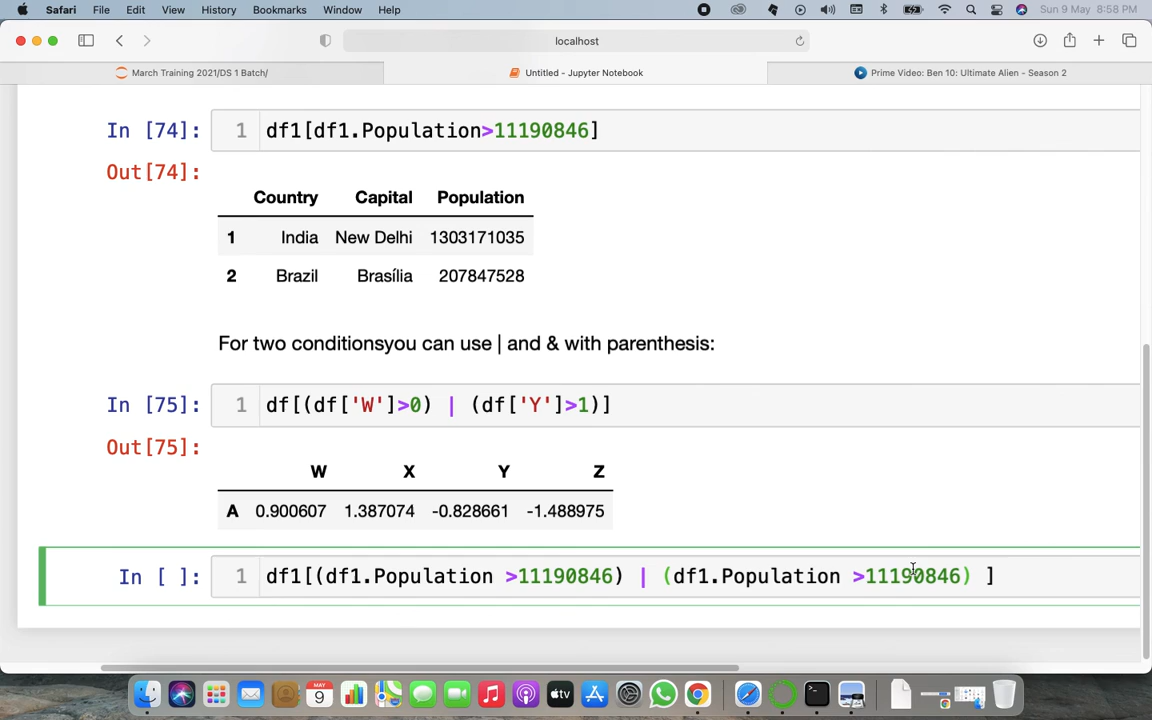 Safari File Edit View History Bookmarks Window Help Sun 9 May 8:58 PM
localhost
March Training 2021/DS 1 Batch/ Untitled - Jupyter Notebook Prime Video: Ben 10: Ultimate Alien - Season 2
In [74]: 1 df1[df1.Population>11190846]
Out[74]:
Country Capital Population
1 India New Delhi 1303171035
2 Brazil Brasília 207847528
For two conditionsyou can use | and & with parenthesis:
In [75]: 1 df[(df['W']>0) | (df['Y']>1)]
Out[75]:
W X Y Z
A 0.900607 1.387074 -0.828661 -1.488975
In [ ]: 1 df1[(df1.Population >11190846) | (df1.Population >11190846) ]
MAY
9
tv